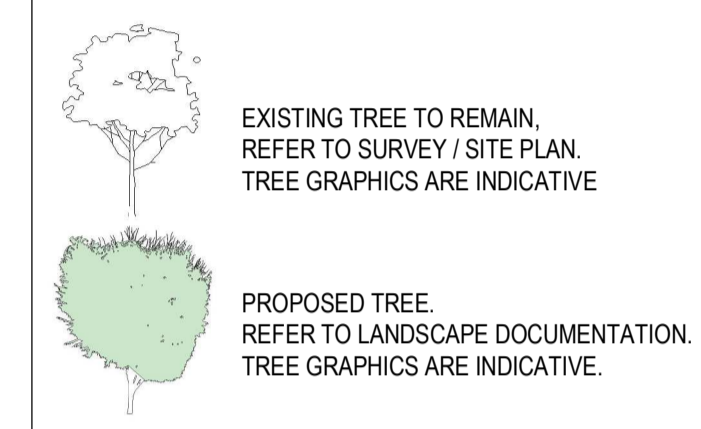 EXISTING TREE TO REMAIN,
REFER TO SURVEY / SITE PLAN.
TREE GRAPHICS ARE INDICATIVE
PROPOSED TREE.
REFER TO LANDSCAPE DOCUMENTATION.
TREE GRAPHICS ARE INDICATIVE.